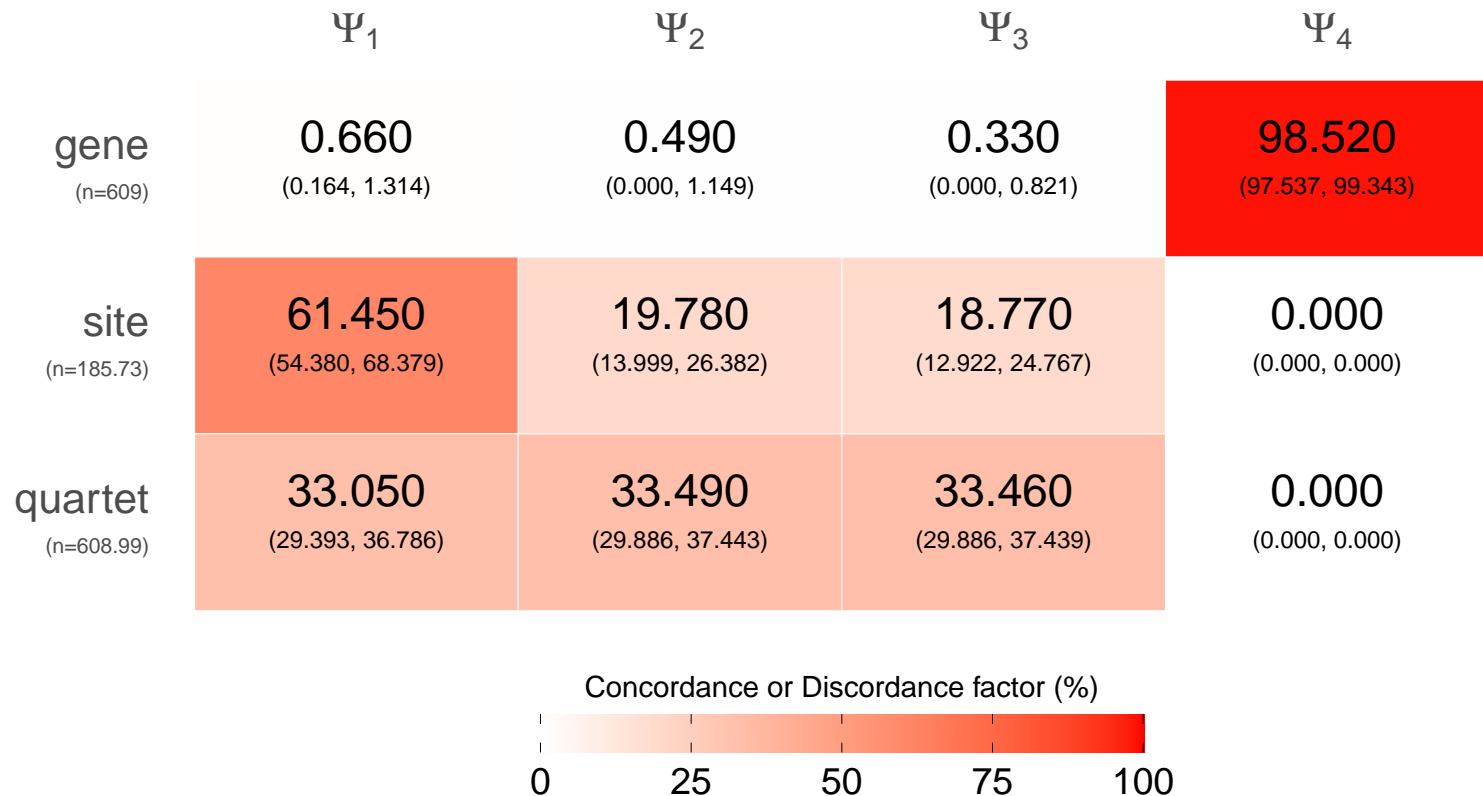 Ψ1 Ψ2 Ψ3 Ψ4
gene 0.660 0.490 0.330 98.520
(n=609) (0.164, 1.314) (0.000, 1.149) (0.000, 0.821) (97.537, 99.343)
site 61.450 19.780 18.770 0.000
(n=185.73) (54.380, 68.379) (13.999, 26.382) (12.922, 24.767) (0.000, 0.000)
quartet 33.050 33.490 33.460 0.000
(n=608.99) (29.393, 36.786) (29.886, 37.443) (29.886, 37.439) (0.000, 0.000)
Concordance or Discordance factor (%)
0 25 50 75 100